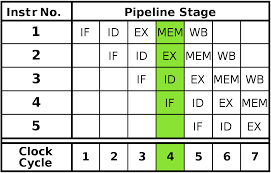 Instr No. Pipeline Stage
1 IF ID EX MEM WB
2 IF ID EX MEM WB
3 IF ID EX MEM WB
4 IF ID EX MEM
5 IF ID EX
Clock Cycle 1 2 3 4 5 6 7